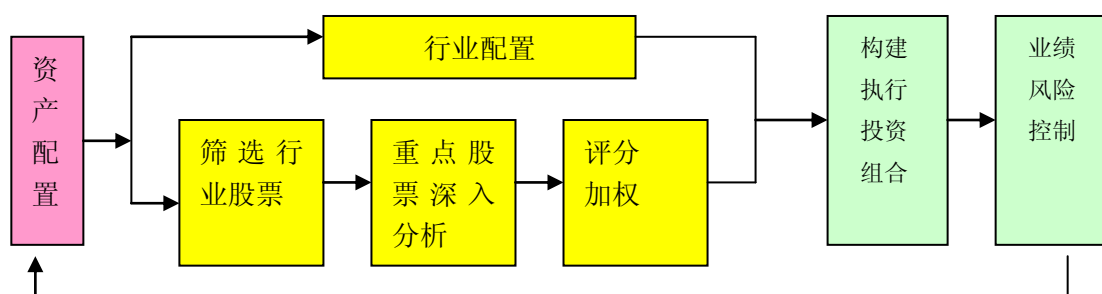 资
产
配
置
行业配置
筛选行
业股票
重点股
票深入
分析
评分
加权
构建
执行
投资
组合
业绩
风险
控制